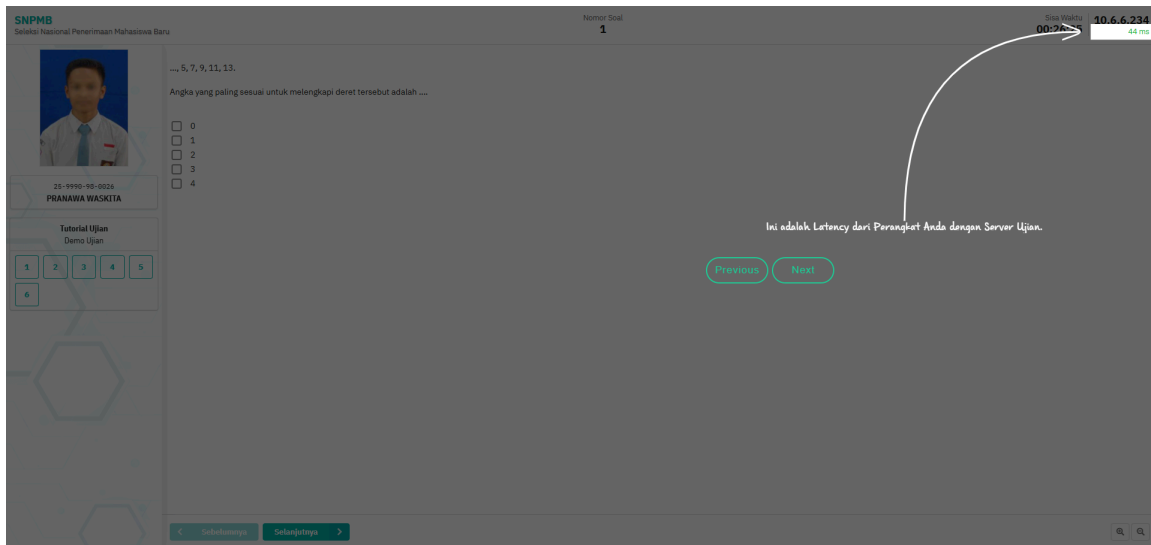 SNPMB
Seleksi Nasional Penerimaan Mahasiswa Baru
Nomor Soal
1
Sisa Waktu
10.6.6.234
44 ms
..., 5, 7, 9, 11, 13.
Angka yang paling sesuai untuk melengkapi deret tersebut adalah ....
0
1
2
3
4
25-9990-98-0026
PRANAWA WASKITA
Tutorial Ujian
Demo Ujian
1 2 3 4 5
6
Ini adalah Latency dari Perangkat Anda dengan Server Ujian.
Previous Next
Sebelumnya Selanjutnya